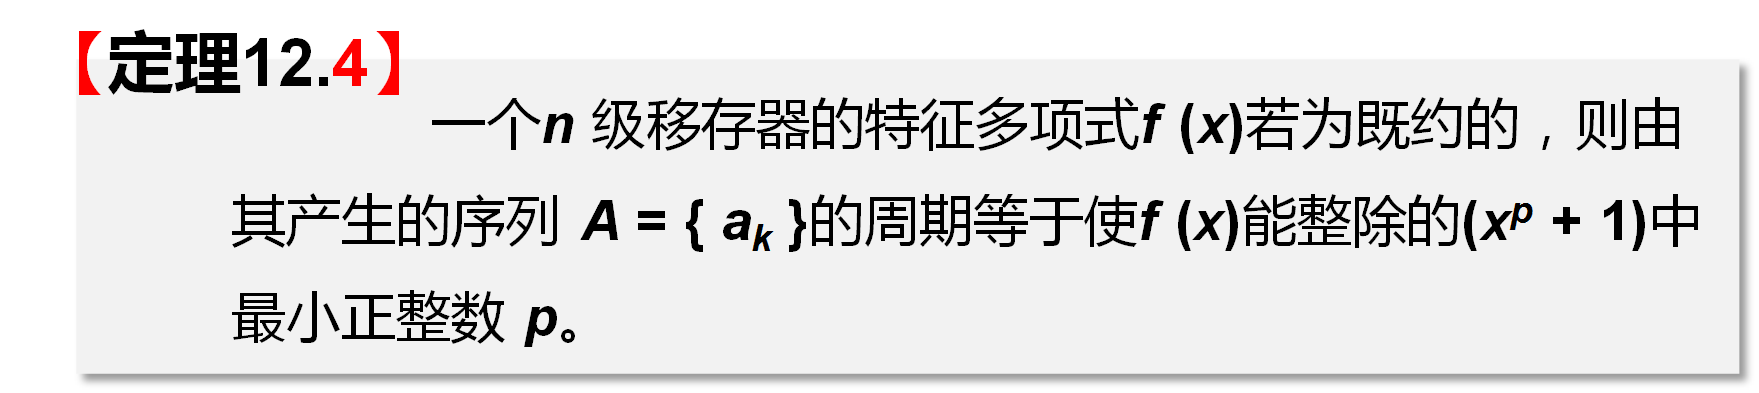 【定理12.4】
一个n 级移存器的特征多项式f (x)若为既约的，则由
其产生的序列 A = { aₖ }的周期等于使f (x)能整除的(xᵖ + 1)中
最小正整数 p。